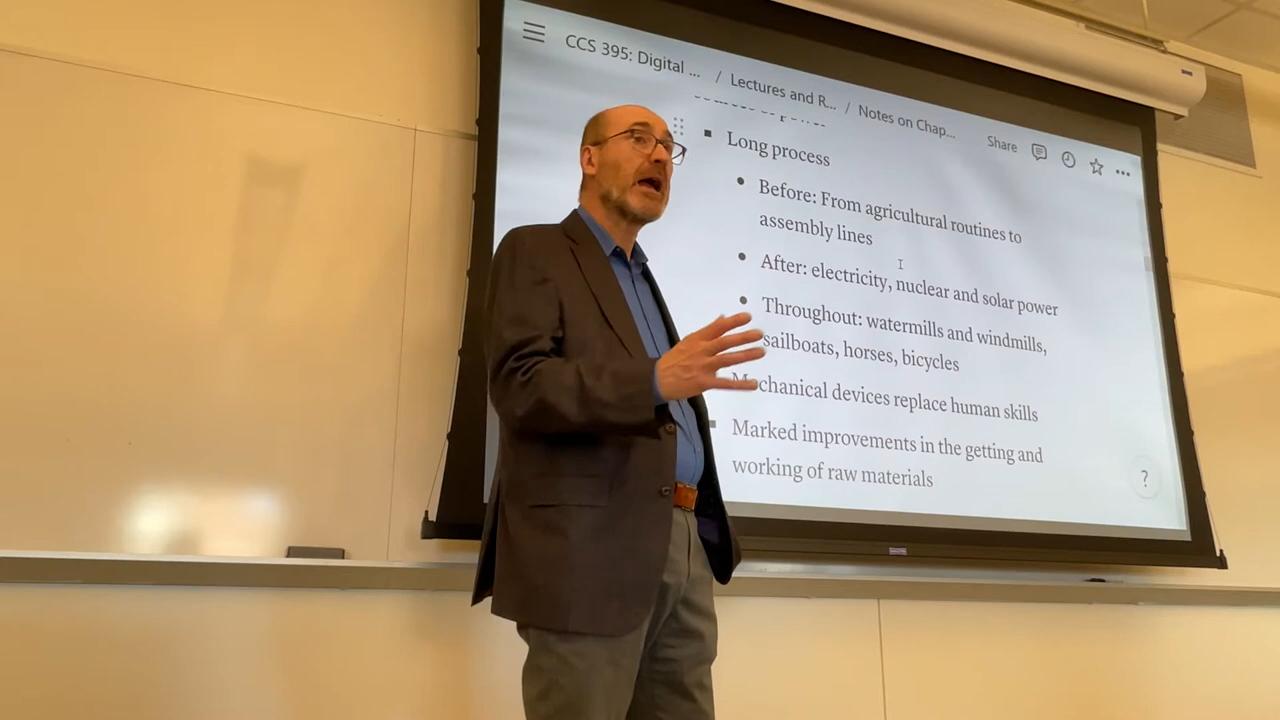 CCS 395: Digital ... / Lectures and R... / Notes on Chap...
Share
Long process
Before: From agricultural routines to
assembly lines
After: electricity, nuclear and solar power
Throughout: watermills and windmills,
sailboats, horses, bicycles
Mechanical devices replace human skills
Marked improvements in the getting and
working of raw materials
?